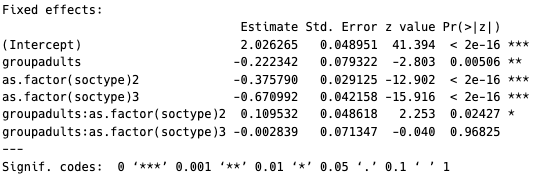 Fixed effects:
Estimate Std. Error z value Pr(>|z|)
(Intercept) 2.026265 0.048951 41.394 < 2e-16 ***
groupadults -0.222342 0.079322 -2.803 0.00506 **
as.factor(soctype)2 -0.375790 0.029125 -12.902 < 2e-16 ***
as.factor(soctype)3 -0.670992 0.042158 -15.916 < 2e-16 ***
groupadults:as.factor(soctype)2 0.109532 0.048618 2.253 0.02427 *
groupadults:as.factor(soctype)3 -0.002839 0.071347 -0.040 0.96825
---
Signif. codes: 0 ‘***’ 0.001 ‘**’ 0.01 ‘*’ 0.05 ‘.’ 0.1 ‘ ’ 1